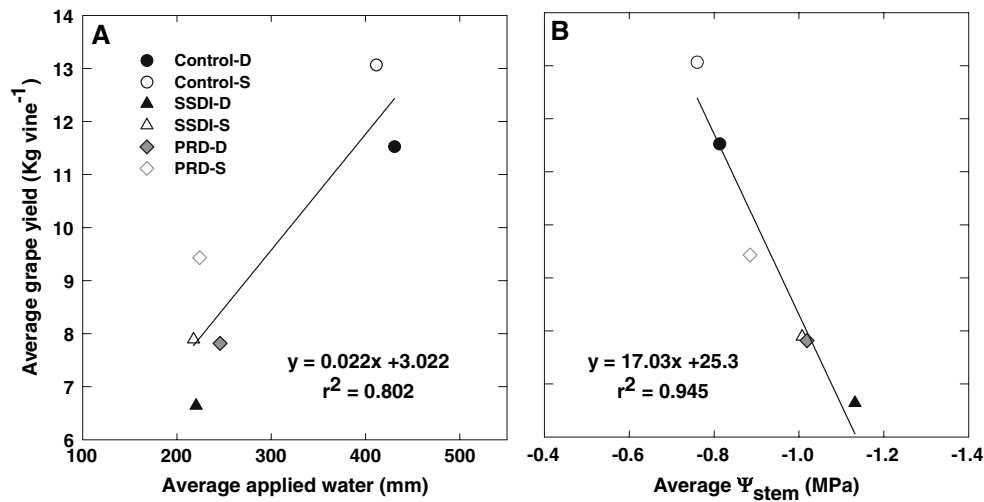 A
Control-D
Control-S
SSDI-D
SSDI-S
PRD-D
PRD-S
y = 0.022x +3.022
r² = 0.802
14
13
12
11
10
9
8
7
6
100 200 300 400 500
Average applied water (mm)
Average grape yield (Kg vine⁻¹)
B
y = 17.03x +25.3
r² = 0.945
-0.4 -0.6 -0.8 -1.0 -1.2 -1.4
Average Ψstem (MPa)